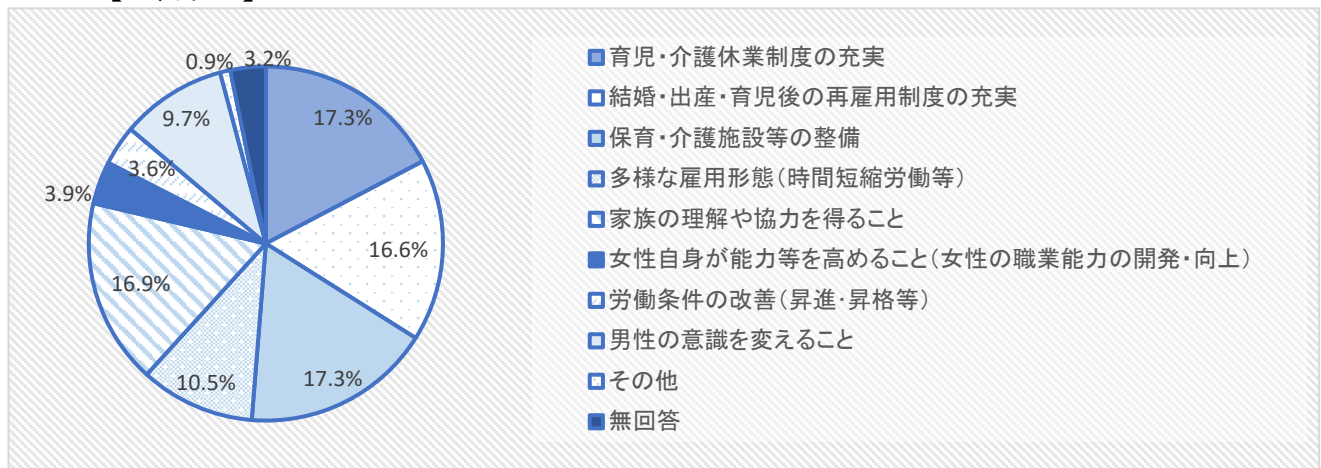 0.9%
3.2%
17.3%
9.7%
3.6%
3.9%
16.6%
16.9%
10.5%
17.3%
育児・介護休業制度の充実
結婚・出産・育児後の再雇用制度の充実
保育・介護施設等の整備
多様な雇用形態(時間短縮労働等)
家族の理解や協力を得ること
女性自身が能力等を高めること(女性の職業能力の開発・向上)
労働条件の改善(昇進・昇格等)
男性の意識を変えること
その他
無回答